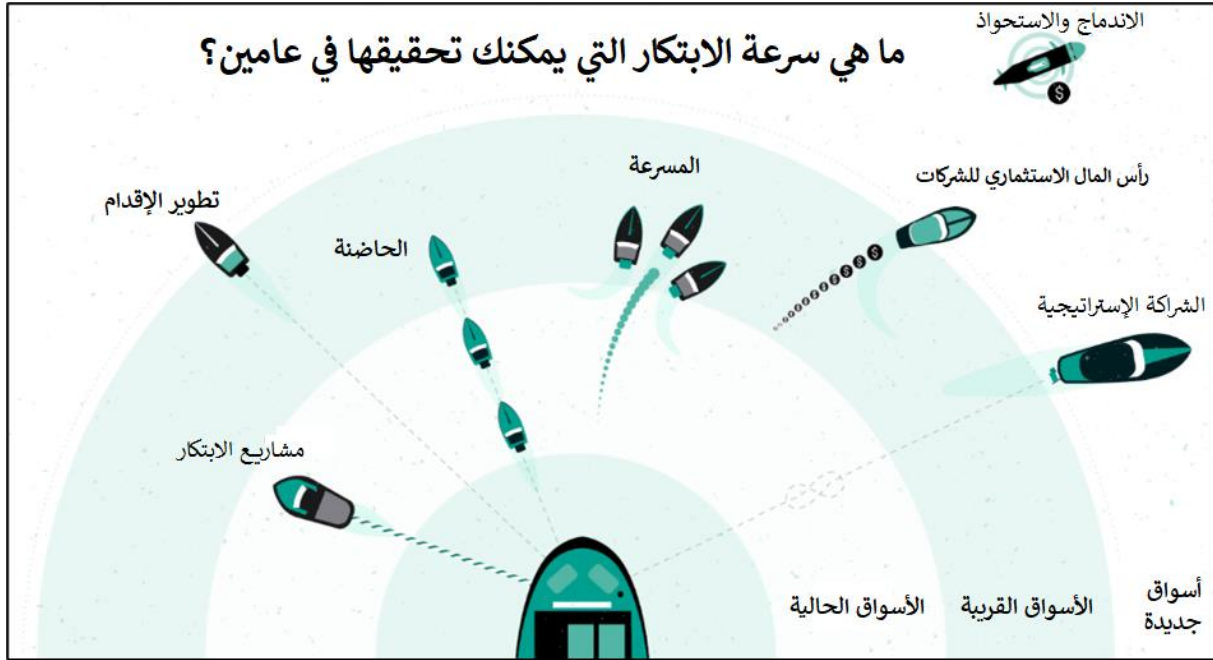 الاندماج والاستحواذ
ما هي سرعة الابتكار التي يمكنك تحقيقها في عامين؟
المسرعة
رأس المال الاستثماري للشركات
تطوير الإقدام
الحاضنة
الشراكة الإستراتيجية
مشاريع الابتكار
الأسواق الحالية
الأسواق القريبة
أسواق
جديدة